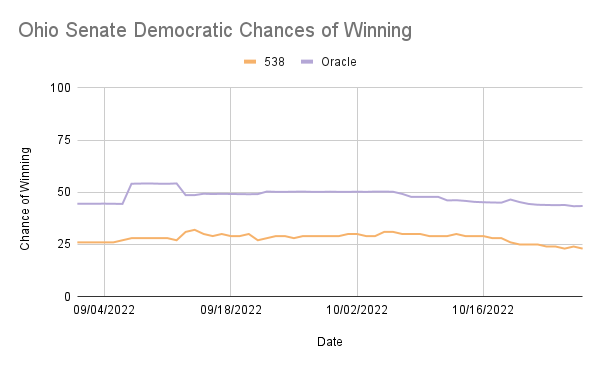 Ohio Senate Democratic Chances of Winning
538 Oracle
100
75
50
25
0
Chance of Winning
09/04/2022 09/18/2022 10/02/2022 10/16/2022
Date